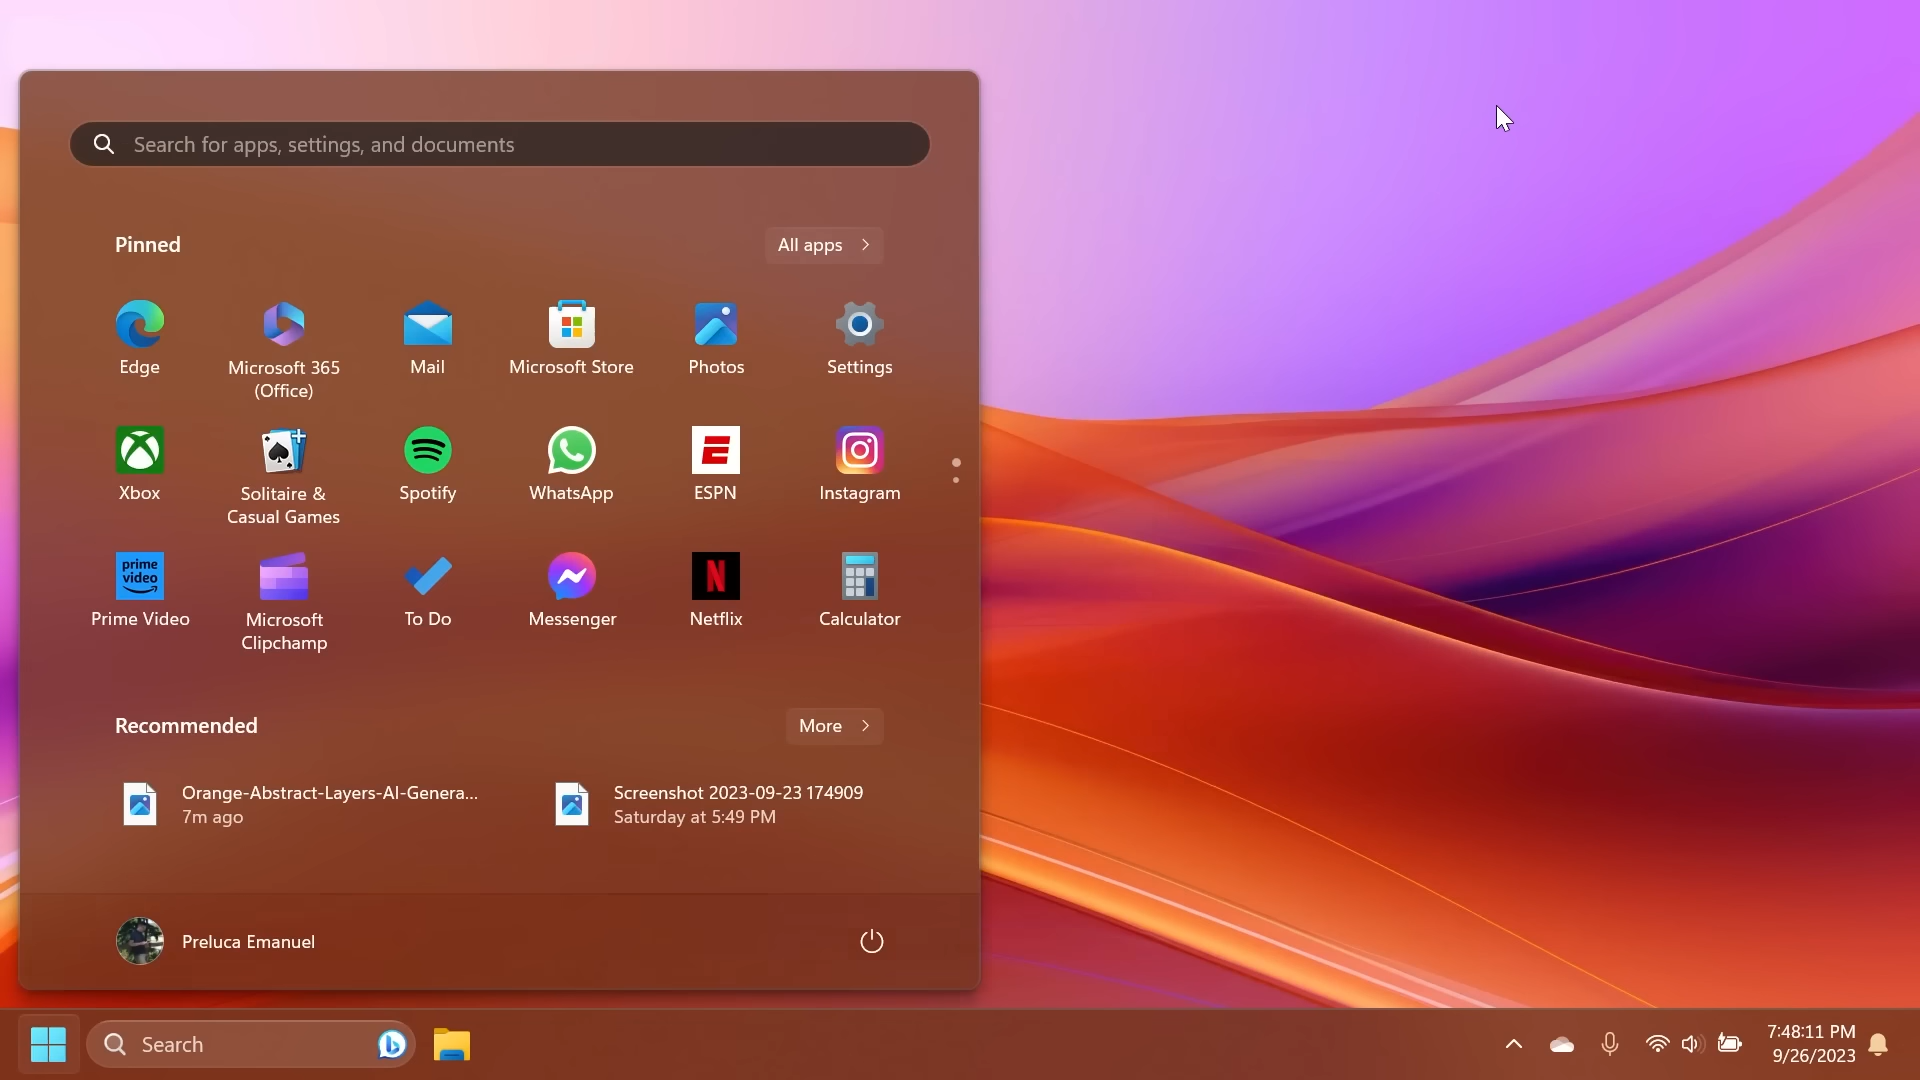 Search for apps, settings, and documents
Pinned
All apps
Edge
Microsoft 365
(Office)
Mail
Microsoft Store
Photos
Settings
Xbox
Solitaire &
Casual Games
Spotify
WhatsApp
ESPN
Instagram
prime
video
Prime Video
Microsoft
Clipchamp
To Do
Messenger
Netflix
Calculator
Recommended
More
Orange-Abstract-Layers-AI-Genera...
7m ago
Screenshot 2023-09-23 174909
Saturday at 5:49 PM
Preluca Emanuel
Search
7:48:11 PM
9/26/2023